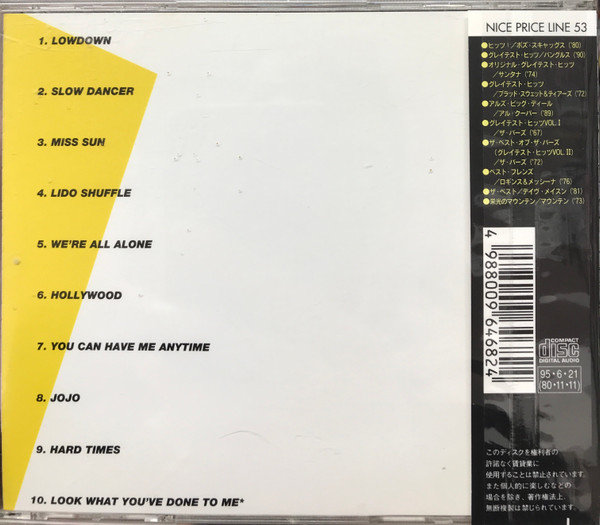 1. LOWDOWN
2. SLOW DANCER
3. MISS SUN
4. LIDO SHUFFLE
5. WE'RE ALL ALONE
6. HOLLYWOOD
7. YOU CAN HAVE ME ANYTIME
8. JOJO
9. HARD TIMES
10. LOOK WHAT YOU'VE DONE TO ME*
NICE PRICE LINE 53
●ヒッツ!/ボズ・スキャッグス('80)
●グレイテスト・ヒッツ/バングルス('90)
●オリジナル・グレイテスト・ヒッツ
/サンタナ('74)
●グレイテスト・ヒッツ
/ブラッド・スウェット&ティアーズ('72)
●アルズ・ビッグ・ディール
/アル・クーパー('89)
●グレイテスト・ヒッツVOL.I
/ザ・バーズ('67)
●ザ・ベスト・オブ・ザ・バーズ
(グレイテスト・ヒッツVOL.II)
/ザ・バーズ('72)
●ベスト・フレンズ
/ロギンス&メッシーナ('76)
●ザ・ベスト/デイヴ・メイスン('81)
●栄光のマウンテン/マウンテン('73)
4 988009 646824
COMPACT
disc
DIGITAL AUDIO
95・6・21
(80・11・11)
このディスクを権利者の
許諾なく賃貸業に
使用することは禁止されています。
また個人的に楽しむなどの
場合を除き、著作権法上、
無断複製は禁じられています。